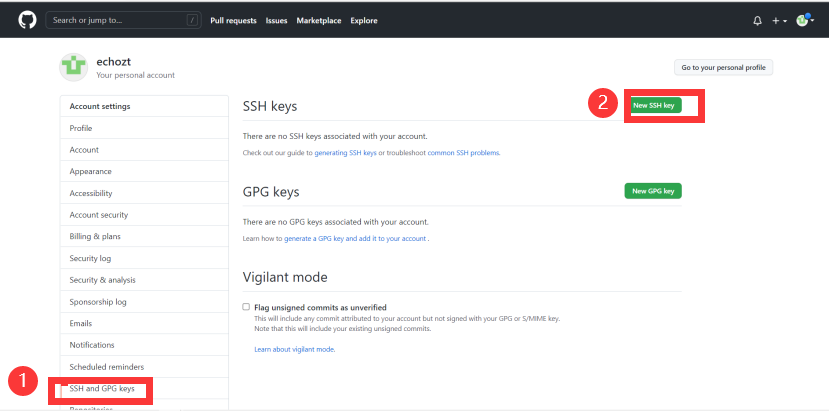 Search or jump to...
/
Pull requests
Issues
Marketplace
Explore
echozt
Your personal account
Go to your personal profile
Account settings
Profile
Account
Appearance
Accessibility
Account security
Billing & plans
Security log
Security & analysis
Sponsorship log
Emails
Notifications
Scheduled reminders
1
SSH and GPG keys
Repositories
SSH keys
2
New SSH key
There are no SSH keys associated with your account.
Check out our guide to generating SSH keys or troubleshoot common SSH problems.
GPG keys
New GPG key
There are no GPG keys associated with your account.
Learn how to generate a GPG key and add it to your account .
Vigilant mode
Flag unsigned commits as unverified
This will include any commit attributed to your account but not signed with your GPG or S/MIME key.
Note that this will include your existing unsigned commits.
Learn about vigilant mode.